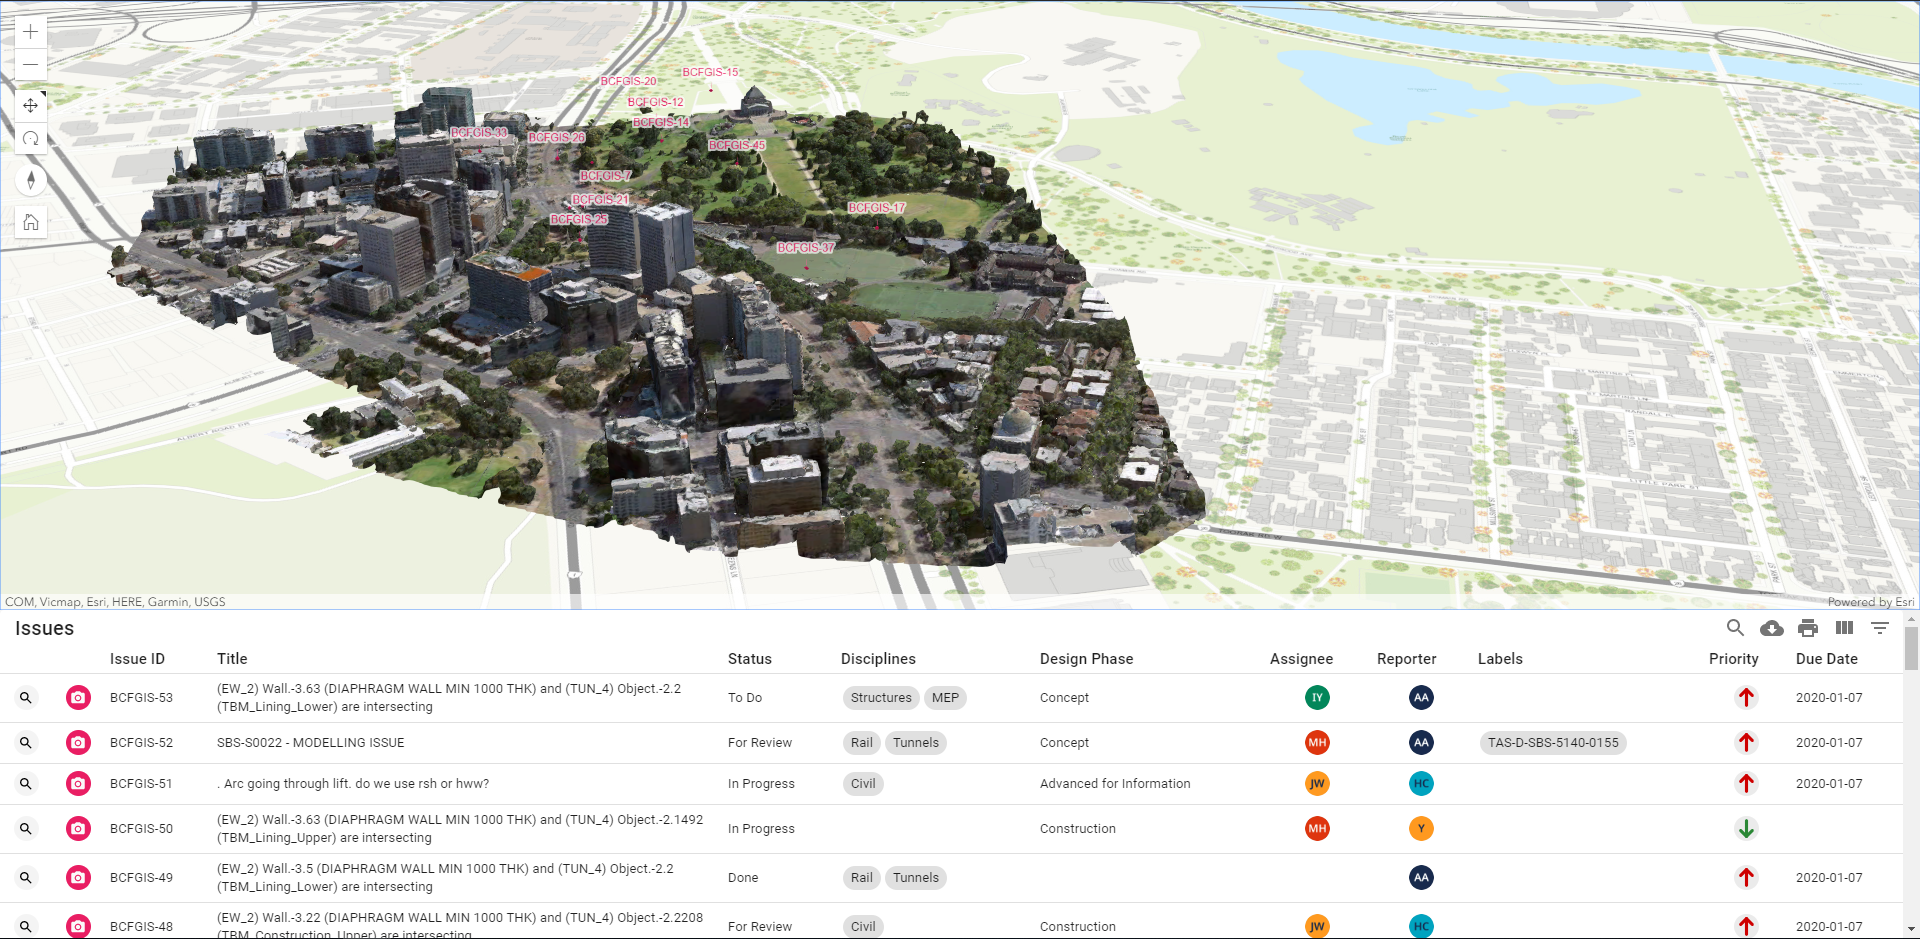 BCFGIS-15
BCFGIS-20
BCFGIS-12
BCFGIS-14
BCFGIS-33
BCFGIS-26
BCFGIS-45
BCFGIS-7
BCFGIS-21
BCFGIS-17
BCFGIS-25
BCFGIS-37
ALBERT ROAD DR
TOORAK RD W
LITTLE PARK ST
COM, Vicmap, Esri, HERE, Garmin, USGS
Powered by Esri
Issues
Issue ID Title Status Disciplines Design Phase Assignee Reporter Labels Priority Due Date
BCFGIS-53 (EW_2) Wall.-3.63 (DIAPHRAGM WALL MIN 1000 THK) and (TUN_4) Object.-2.2 To Do Structures MEP Concept IY AA 2020-01-07
(TBM_Lining_Lower) are intersecting
BCFGIS-52 SBS-S0022 - MODELLING ISSUE For Review Rail Tunnels Concept MH AA TAS-D-SBS-5140-0155 2020-01-07
BCFGIS-51 . Arc going through lift. do we use rsh or hww? In Progress Civil Advanced for Information JW HC 2020-01-07
BCFGIS-50 (EW_2) Wall.-3.63 (DIAPHRAGM WALL MIN 1000 THK) and (TUN_4) Object.-2.1492 In Progress Construction MH Y
(TBM_Lining_Upper) are intersecting
BCFGIS-49 (EW_2) Wall.-3.5 (DIAPHRAGM WALL MIN 1000 THK) and (TUN_4) Object.-2.2 Done Rail Tunnels AA 2020-01-07
(TBM_Lining_Lower) are intersecting
BCFGIS-48 (EW_2) Wall.-3.22 (DIAPHRAGM WALL MIN 1000 THK) and (TUN_4) Object.-2.2208 For Review Civil Construction JW HC 2020-01-07
(TBM_Construction_Upper) are intersecting